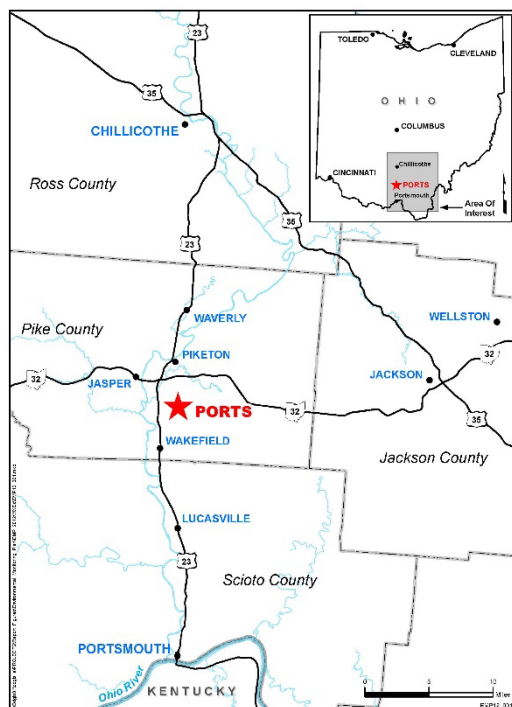 23
TOLEDO
CLEVELAND
OHIO
COLUMBUS
Chillicothe
CINCINNATI
PORTS
Portsmouth
Area Of
Interest
35
CHILLICOTHE
Ross County
35
23
Pike County
WAVERLY
WELLSTON
PIKETON
32
JASPER
JACKSON
32
32
PORTS
35
WAKEFIELD
Jackson County
LUCASVILLE
23
Scioto County
PORTSMOUTH
Ohio River
KENTUCKY
0
5
10
Miles